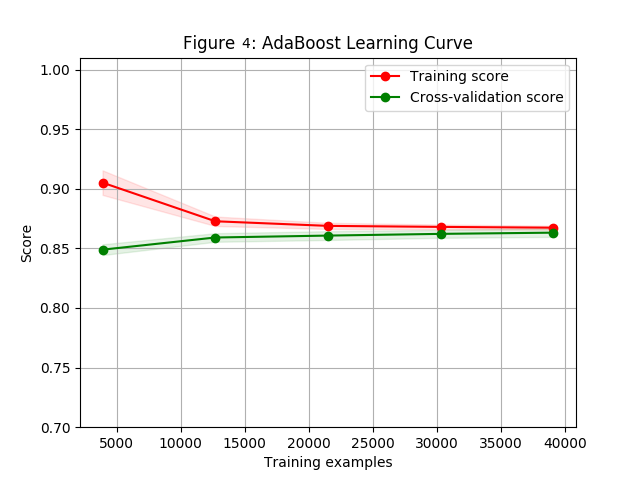 Figure 4: AdaBoost Learning Curve
Training score
Cross-validation score
1.00
0.95
0.90
0.85
0.80
0.75
0.70
Score
5000 10000 15000 20000 25000 30000 35000 40000
Training examples